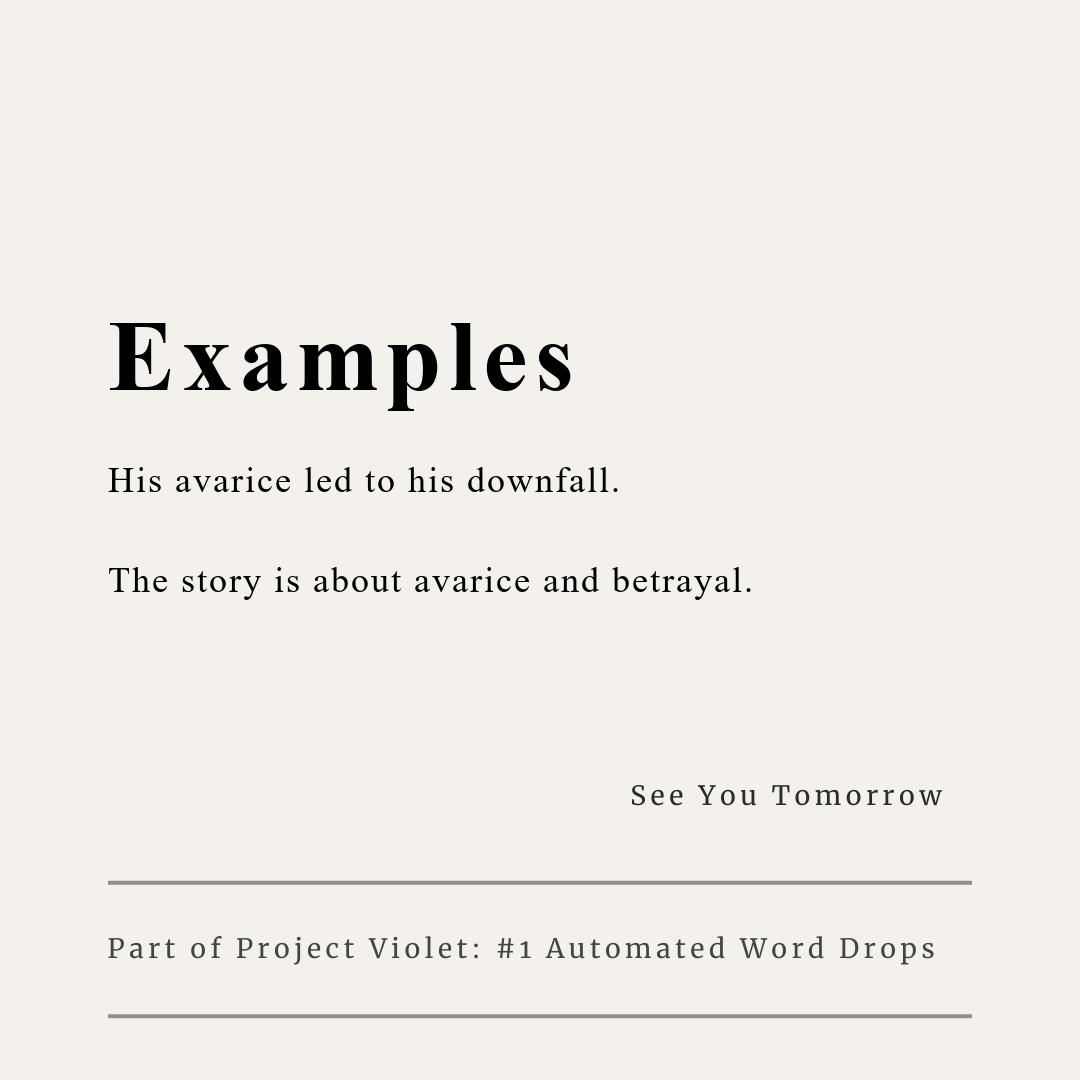 Examples
His avarice led to his downfall.
The story is about avarice and betrayal.
See You Tomorrow
Part of Project Violet: #1 Automated Word Drops